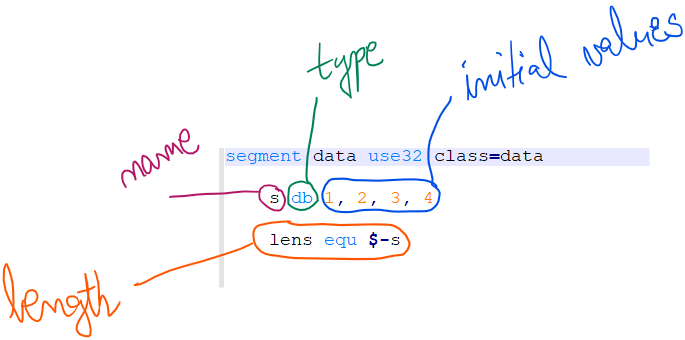 type
initial values
name
segment data use32 class=data
s db 1, 2, 3, 4
lens equ $-s
length